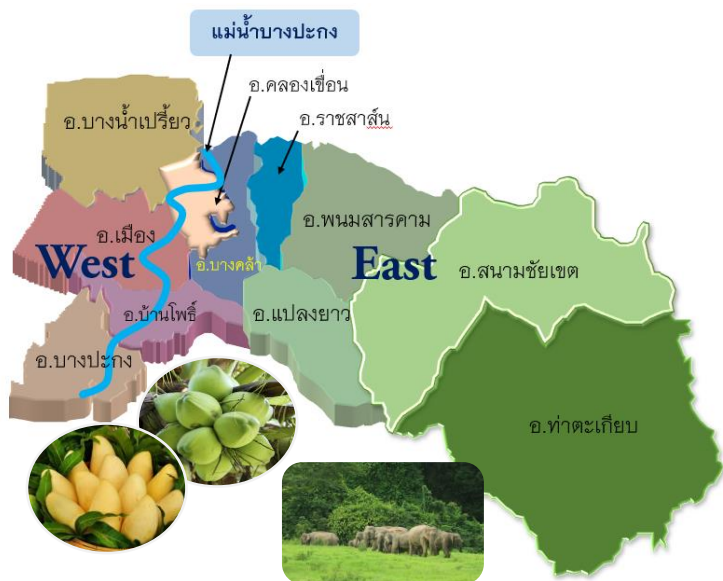 แม่น้ำบางปะกง
อ.คลองเขื่อน
อ.ราชสาส์น
อ.บางน้ำเปรี้ยว
อ.พนมสารคาม
อ.เมือง
West
East
อ.บางคล้า
อ.สนามชัยเขต
อ.บ้านโพธิ์
อ.แปลงยาว
อ.บางปะกง
อ.ท่าตะเกียบ